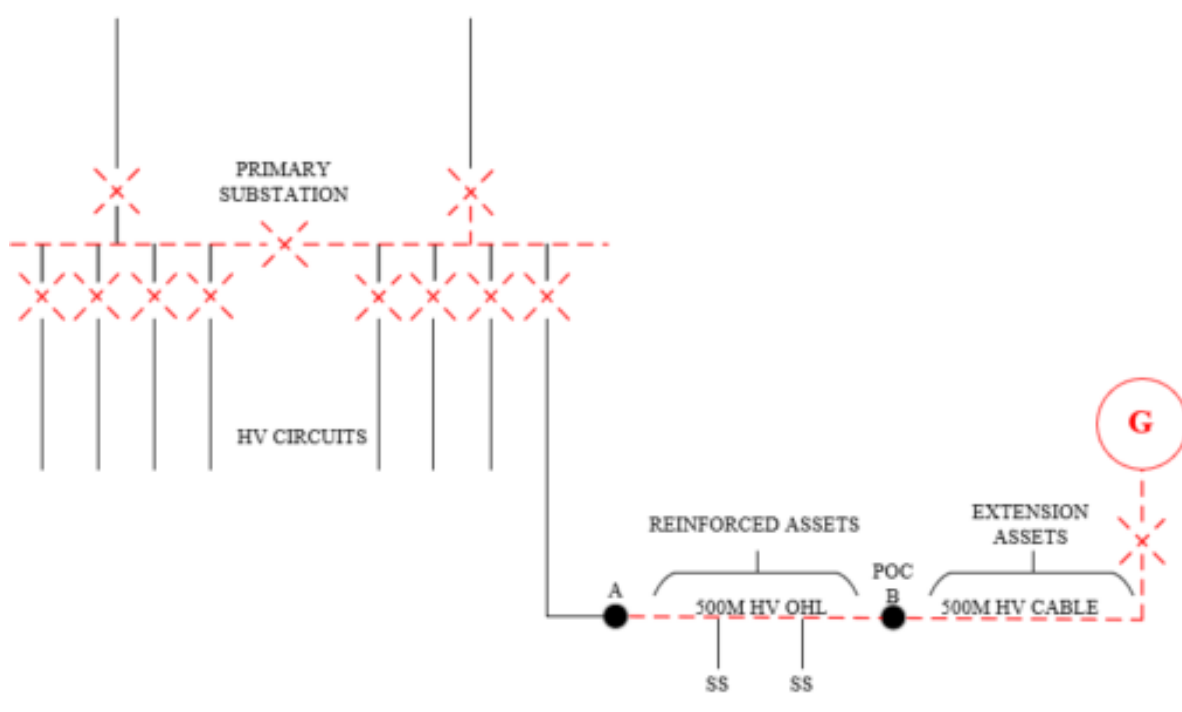 PRIMARY
SUBSTATION
HV CIRCUITS
G
REINFORCED ASSETS
EXTENSION
ASSETS
A
500M HV OHL
POC
B
500M HV CABLE
SS
SS